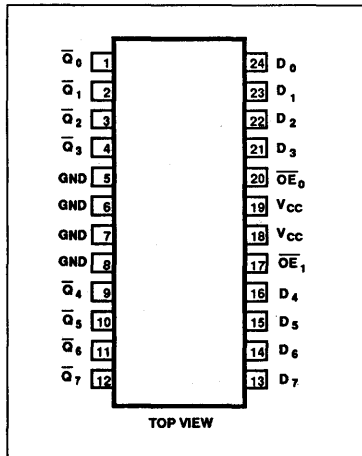 Q̅0 1 24 D0
Q̅1 2 23 D1
Q̅2 3 22 D2
Q̅3 4 21 D3
GND 5 20 O̅E̅0
GND 6 19 VCC
GND 7 18 VCC
GND 8 17 O̅E̅1
Q̅4 9 16 D4
Q̅5 10 15 D5
Q̅6 11 14 D6
Q̅7 12 13 D7
TOP VIEW